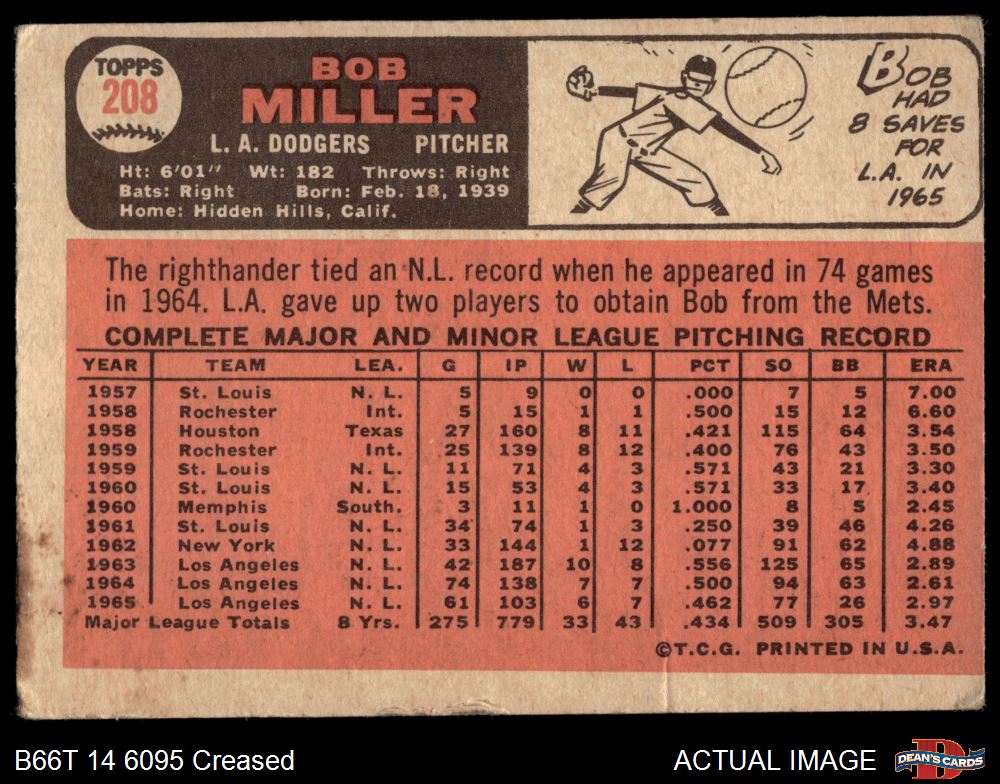 TOPPS
208
BOB
MILLER
L. A. DODGERS PITCHER
Ht: 6'01" Wt: 182 Throws: Right
Bats: Right Born: Feb. 18, 1939
Home: Hidden Hills, Calif.
BOB
HAD
8 SAVES
FOR
L.A. IN
1965
The righthander tied an N.L. record when he appeared in 74 games
in 1964. L.A. gave up two players to obtain Bob from the Mets.
COMPLETE MAJOR AND MINOR LEAGUE PITCHING RECORD
YEAR TEAM LEA. G IP W L PCT SO BB ERA
1957 St. Louis N. L. 5 9 0 0 .000 7 5 7.00
1958 Rochester Int. 5 15 1 1 .500 15 12 6.60
1958 Houston Texas 27 160 8 11 .421 115 64 3.54
1959 Rochester Int. 25 139 8 12 .400 76 43 3.50
1959 St. Louis N. L. 11 71 4 3 .571 43 21 3.30
1960 St. Louis N. L. 15 53 4 3 .571 33 17 3.40
1960 Memphis South. 3 11 1 0 1.000 8 5 2.45
1961 St. Louis N. L. 34 74 1 3 .250 39 46 4.26
1962 New York N. L. 33 144 1 12 .077 91 62 4.88
1963 Los Angeles N. L. 42 187 10 8 .556 125 65 2.89
1964 Los Angeles N. L. 74 138 7 7 .500 94 63 2.61
1965 Los Angeles N. L. 61 103 6 7 .462 77 26 2.97
Major League Totals 8 Yrs. 275 779 33 43 .434 509 305 3.47
©T.C.G. PRINTED IN U.S.A.
B66T 14 6095 Creased
ACTUAL IMAGE
D
DEAN'S CARDS